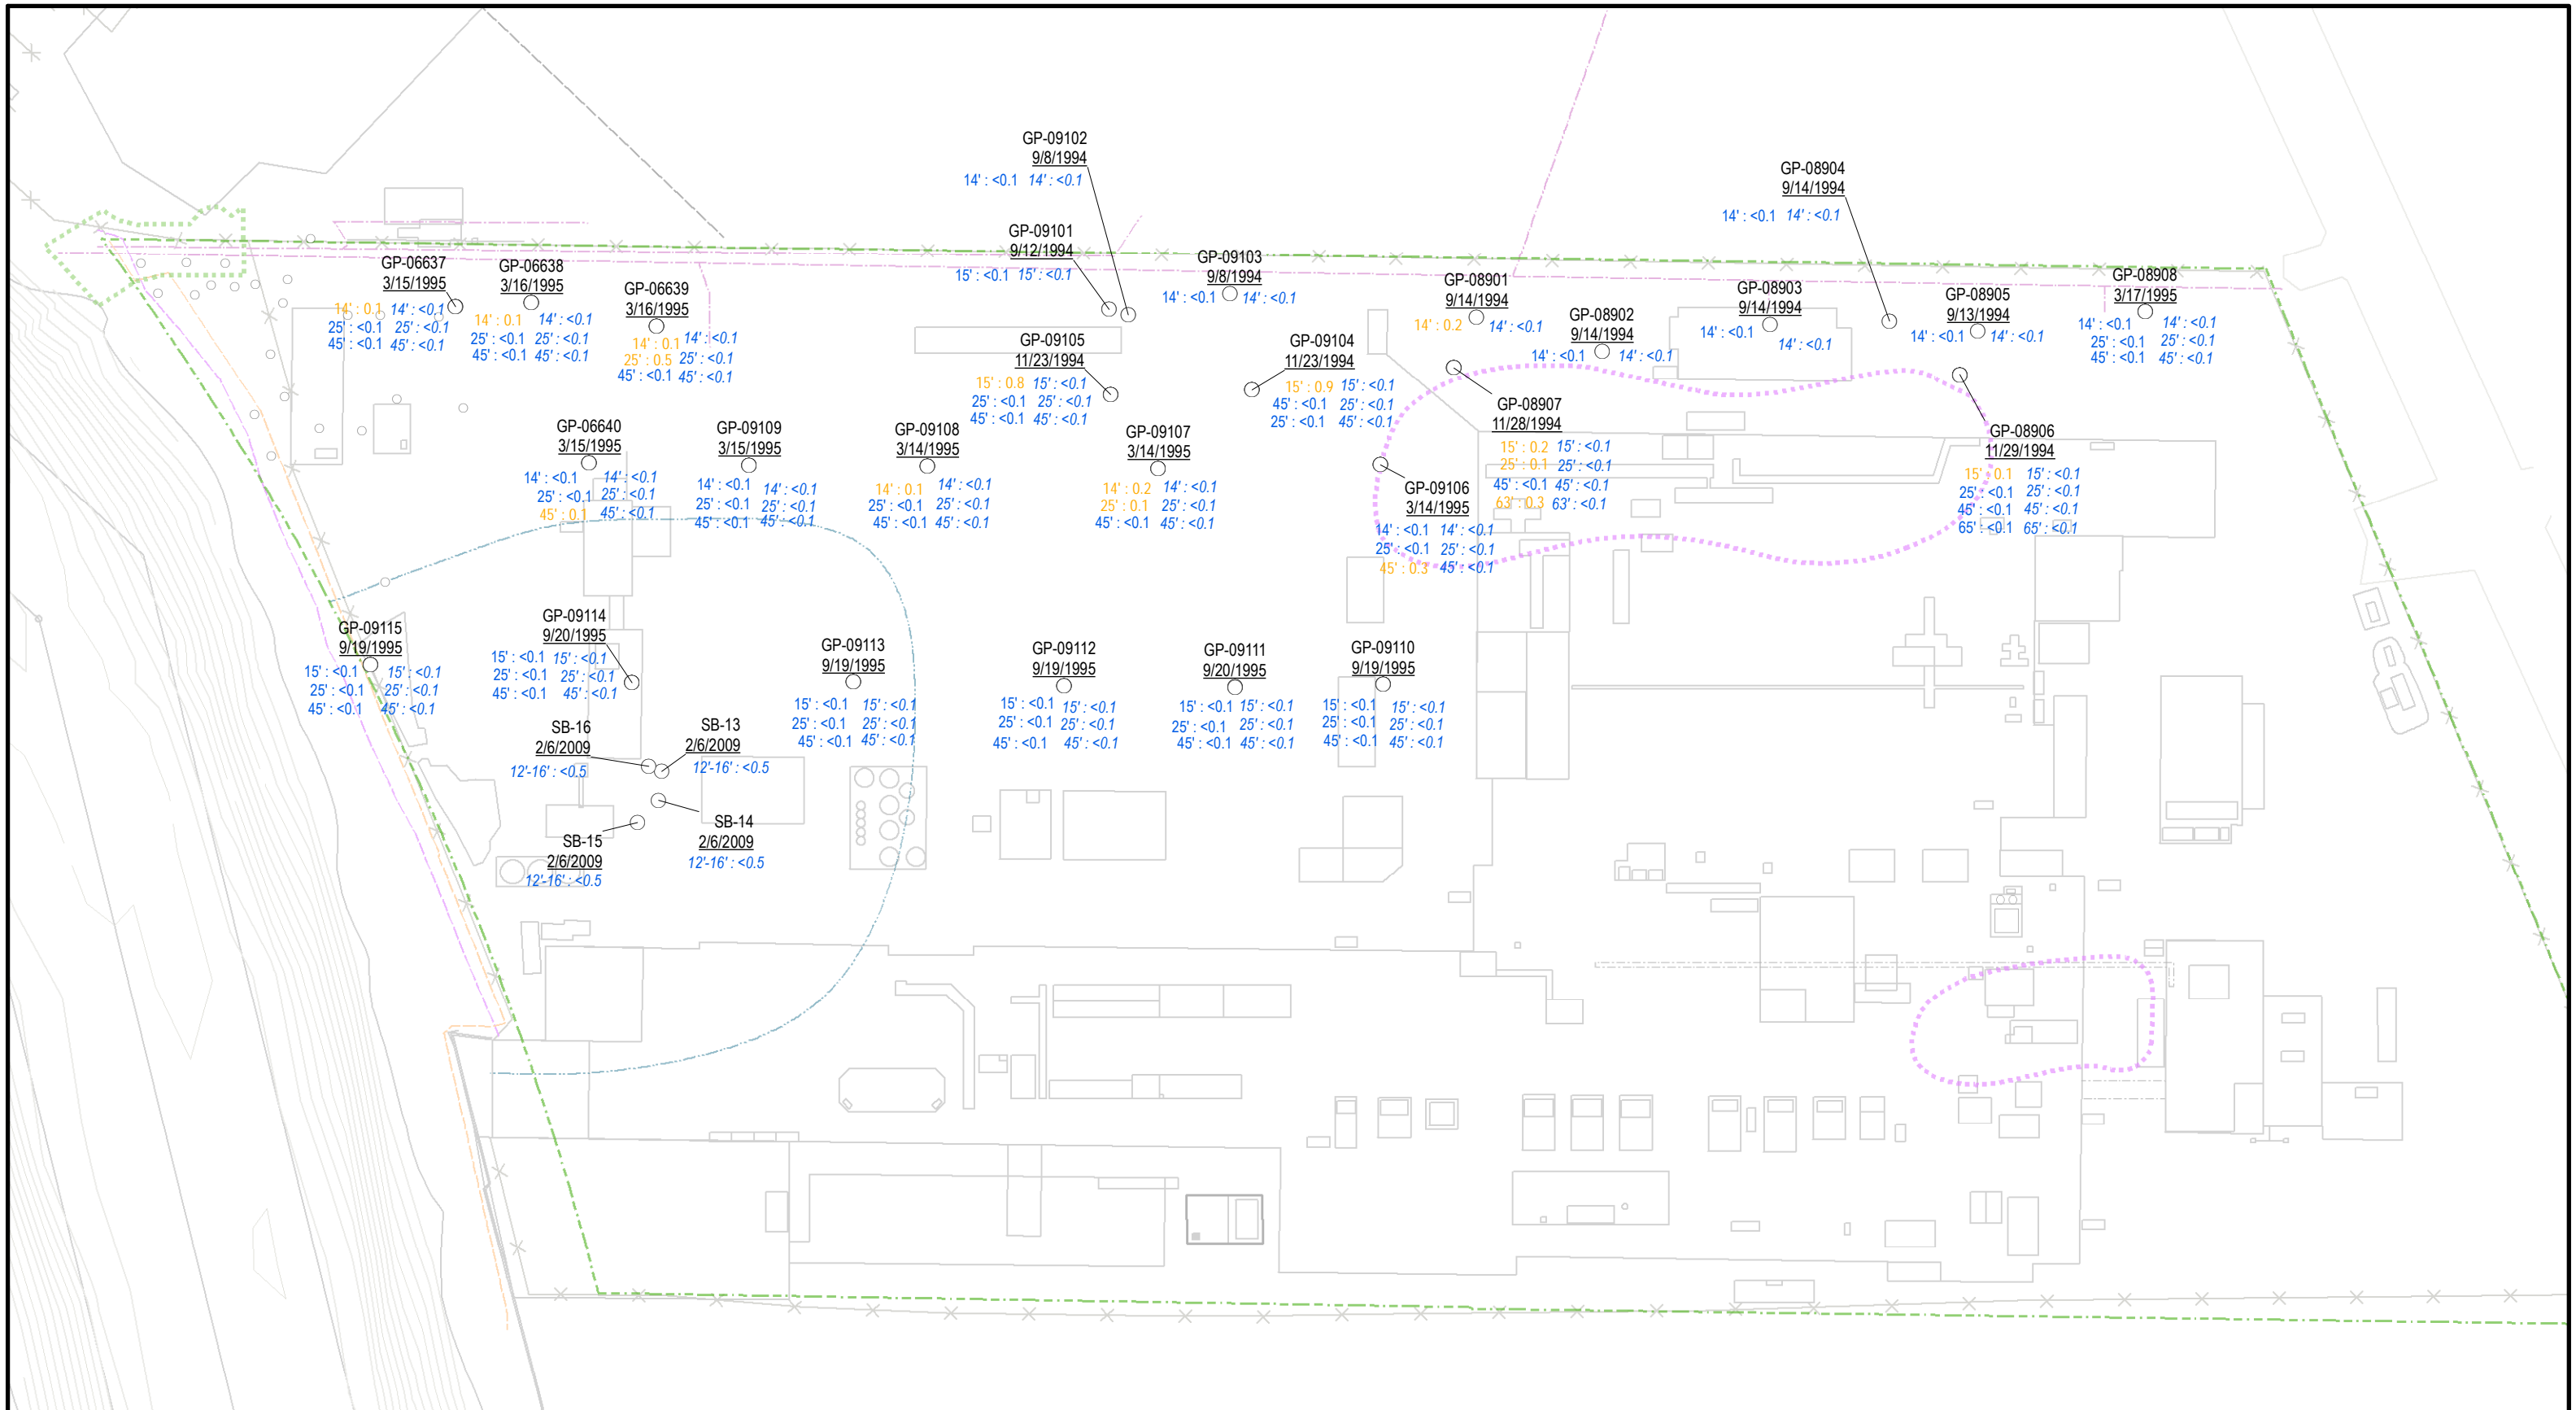 GP-09102
9/8/1994
14' : <0.1 14' : <0.1
GP-08904
9/14/1994
14' : <0.1 14' : <0.1
GP-09101
9/12/1994
15' : <0.1 15' : <0.1
GP-09103
9/8/1994
14' : <0.1 14' : <0.1
GP-06637
3/15/1995
14' : 0.1 14' : <0.1
25' : <0.1 25' : <0.1
45' : <0.1 45' : <0.1
GP-06638
3/16/1995
14' : 0.1 14' : <0.1
25' : <0.1 25' : <0.1
45' : <0.1 45' : <0.1
GP-06639
3/16/1995
14' : 0.1 14' : <0.1
25' : 0.5 25' : <0.1
45' : <0.1 45' : <0.1
GP-08901
9/14/1994
14' : 0.2 14' : <0.1
GP-08902
9/14/1994
14' : <0.1 14' : <0.1
GP-08903
9/14/1994
14' : <0.1 14' : <0.1
GP-08905
9/13/1994
14' : <0.1 14' : <0.1
GP-08908
3/17/1995
14' : <0.1 14' : <0.1
25' : <0.1 25' : <0.1
45' : <0.1 45' : <0.1
GP-09105
11/23/1994
15' : 0.8 15' : <0.1
25' : <0.1 25' : <0.1
45' : <0.1 45' : <0.1
GP-09104
11/23/1994
15' : 0.9 15' : <0.1
45' : <0.1 25' : <0.1
25' : <0.1 45' : <0.1
GP-06640
3/15/1995
14' : <0.1 14' : <0.1
25' : <0.1 25' : <0.1
45' : 0.1 45' : <0.1
GP-09109
3/15/1995
14' : <0.1 14' : <0.1
25' : <0.1 25' : <0.1
45' : <0.1 45' : <0.1
GP-09108
3/14/1995
14' : 0.1 14' : <0.1
25' : <0.1 25' : <0.1
45' : <0.1 45' : <0.1
GP-09107
3/14/1995
14' : 0.2 14' : <0.1
25' : 0.1 25' : <0.1
45' : <0.1 45' : <0.1
GP-08907
11/28/1994
15' : 0.2 15' : <0.1
25' : 0.1 25' : <0.1
45' : <0.1 45' : <0.1
63' : 0.3 63' : <0.1
GP-08906
11/29/1994
15' : 0.1 15' : <0.1
25' : <0.1 25' : <0.1
45' : <0.1 45' : <0.1
65' : <0.1 65' : <0.1
GP-09106
3/14/1995
14' : <0.1 14' : <0.1
25' : <0.1 25' : <0.1
45' : 0.3 45' : <0.1
GP-09115
9/19/1995
15' : <0.1 15' : <0.1
25' : <0.1 25' : <0.1
45' : <0.1 45' : <0.1
GP-09114
9/20/1995
15' : <0.1 15' : <0.1
25' : <0.1 25' : <0.1
45' : <0.1 45' : <0.1
GP-09113
9/19/1995
15' : <0.1 15' : <0.1
25' : <0.1 25' : <0.1
45' : <0.1 45' : <0.1
GP-09112
9/19/1995
15' : <0.1 15' : <0.1
25' : <0.1 25' : <0.1
45' : <0.1 45' : <0.1
GP-09111
9/20/1995
15' : <0.1 15' : <0.1
25' : <0.1 25' : <0.1
45' : <0.1 45' : <0.1
GP-09110
9/19/1995
15' : <0.1 15' : <0.1
25' : <0.1 25' : <0.1
45' : <0.1 45' : <0.1
SB-16
2/6/2009
12'-16' : <0.5
SB-13
2/6/2009
12'-16' : <0.5
SB-15
2/6/2009
12'-16' : <0.5
SB-14
2/6/2009
12'-16' : <0.5